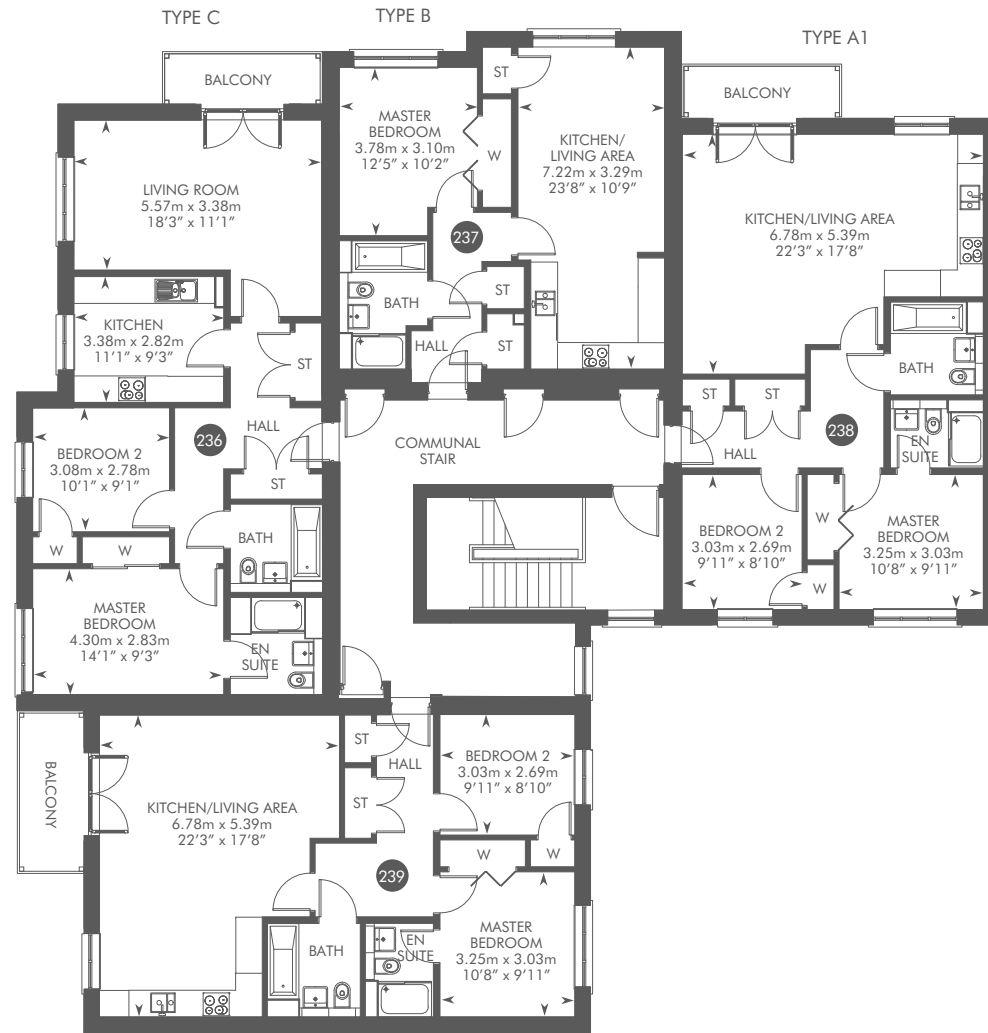 TYPE C
TYPE B
TYPE A1
BALCONY
LIVING ROOM
5.57m x 3.38m
18'3” x 11'1”
KITCHEN
3.38m x 2.82m
11'1” x 9'3”
ST
HALL
236
ST
BEDROOM 2
3.08m x 2.78m
10'1” x 9'1”
W
W
BATH
MASTER
BEDROOM
4.30m x 2.83m
14'1” x 9'3”
EN
SUITE
MASTER
BEDROOM
3.78m x 3.10m
12'5” x 10'2”
ST
W
KITCHEN/
LIVING AREA
7.22m x 3.29m
23'8” x 10'9”
237
BATH
ST
HALL
ST
COMMUNAL
STAIR
BALCONY
KITCHEN/LIVING AREA
6.78m x 5.39m
22'3” x 17'8”
BATH
ST
ST
238
HALL
EN
SUITE
BEDROOM 2
3.03m x 2.69m
9'11” x 8'10”
W
W
MASTER
BEDROOM
3.25m x 3.03m
10'8” x 9'11”
BALCONY
KITCHEN/LIVING AREA
6.78m x 5.39m
22'3” x 17'8”
ST
HALL
ST
BEDROOM 2
3.03m x 2.69m
9'11” x 8'10”
W
W
239
BATH
EN
SUITE
MASTER
BEDROOM
3.25m x 3.03m
10'8” x 9'11”